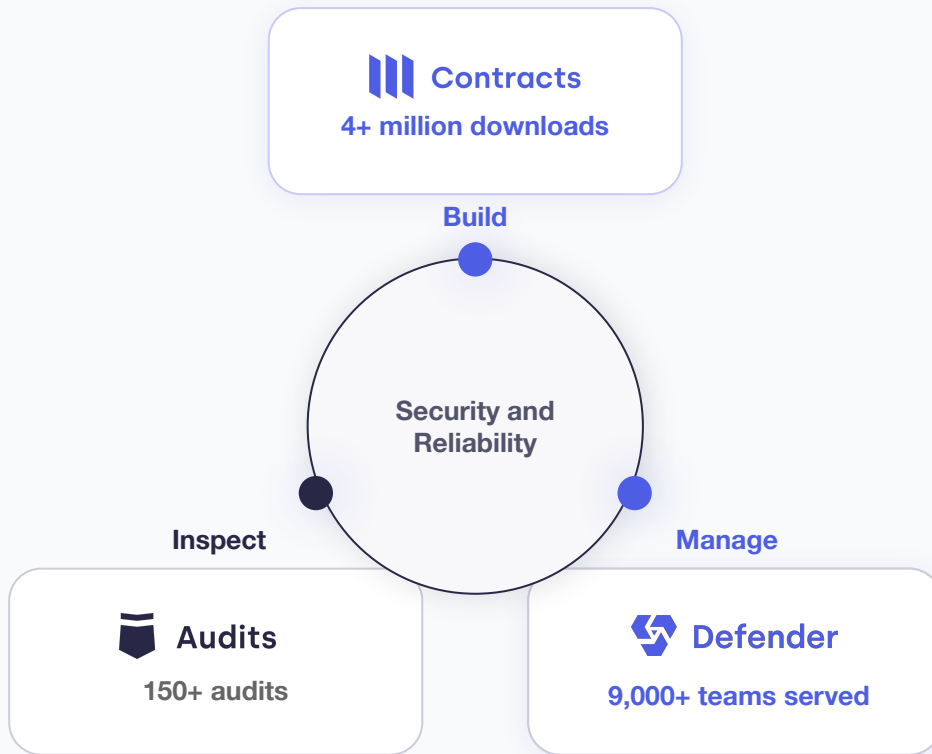 Contracts
4+ million downloads
Build
Security and
Reliability
Inspect
Manage
Audits
150+ audits
Defender
9,000+ teams served